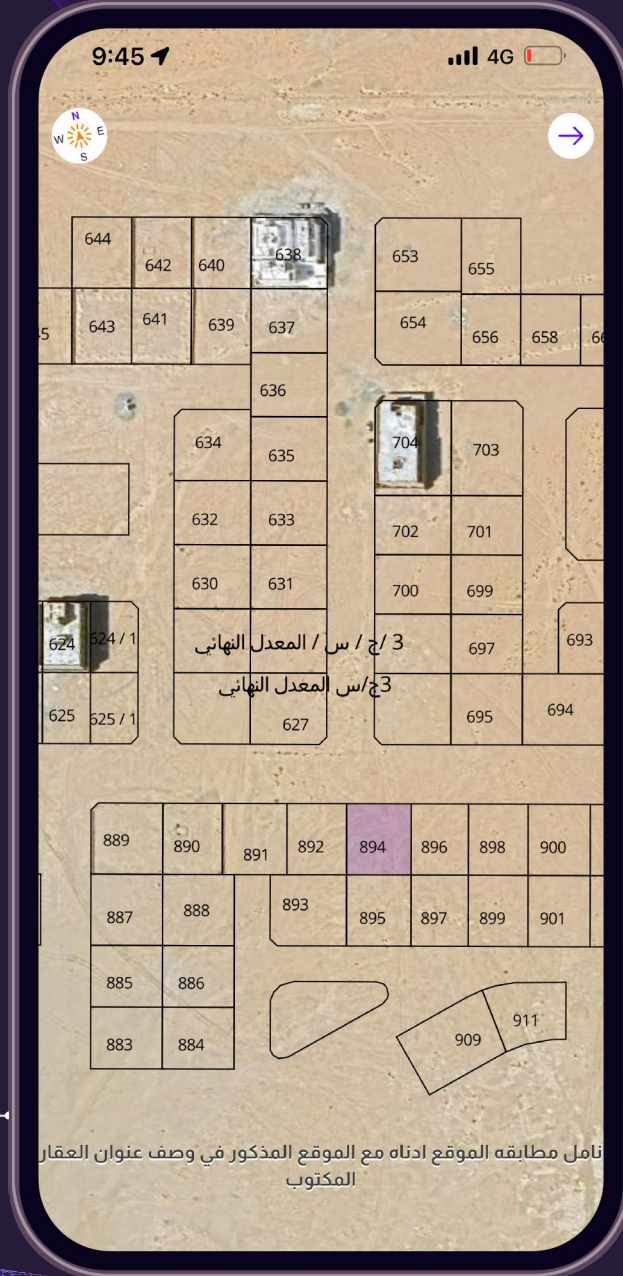 9:45
4G
N
W E
S
644 642 640 638 653 655
643 641 639 637 654 656 658
636
634 635 704 703
632 633 702 701
630 631 700 699
624 624 / 1 3 /ج / س / المعدل النهائي 697 693
3ج/س المعدل النهائي
625 625 / 1 627 695 694
889 890 891 892 894 896 898 900
887 888 893 895 897 899 901
885 886
883 884 909 911
نامل مطابقه الموقع ادناه مع الموقع المذكور في وصف عنوان العقار
المكتوب